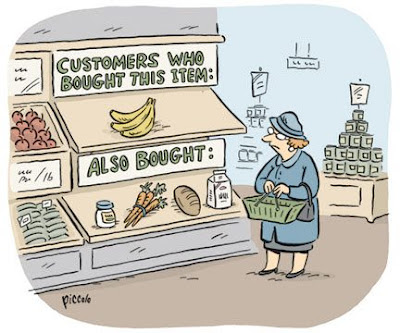 CUSTOMERS WHO
BOUGHT THIS ITEM:
ALSO BOUGHT:
/lb
piccolo